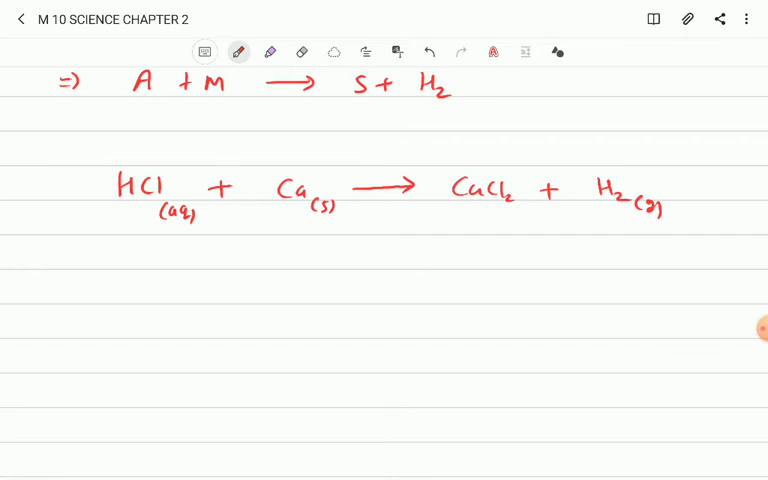 M 10 SCIENCE CHAPTER 2
=) A + M ⟶ S + H₂
HCl(aq) + Ca(s) ⟶ CaCl₂ + H₂(g)